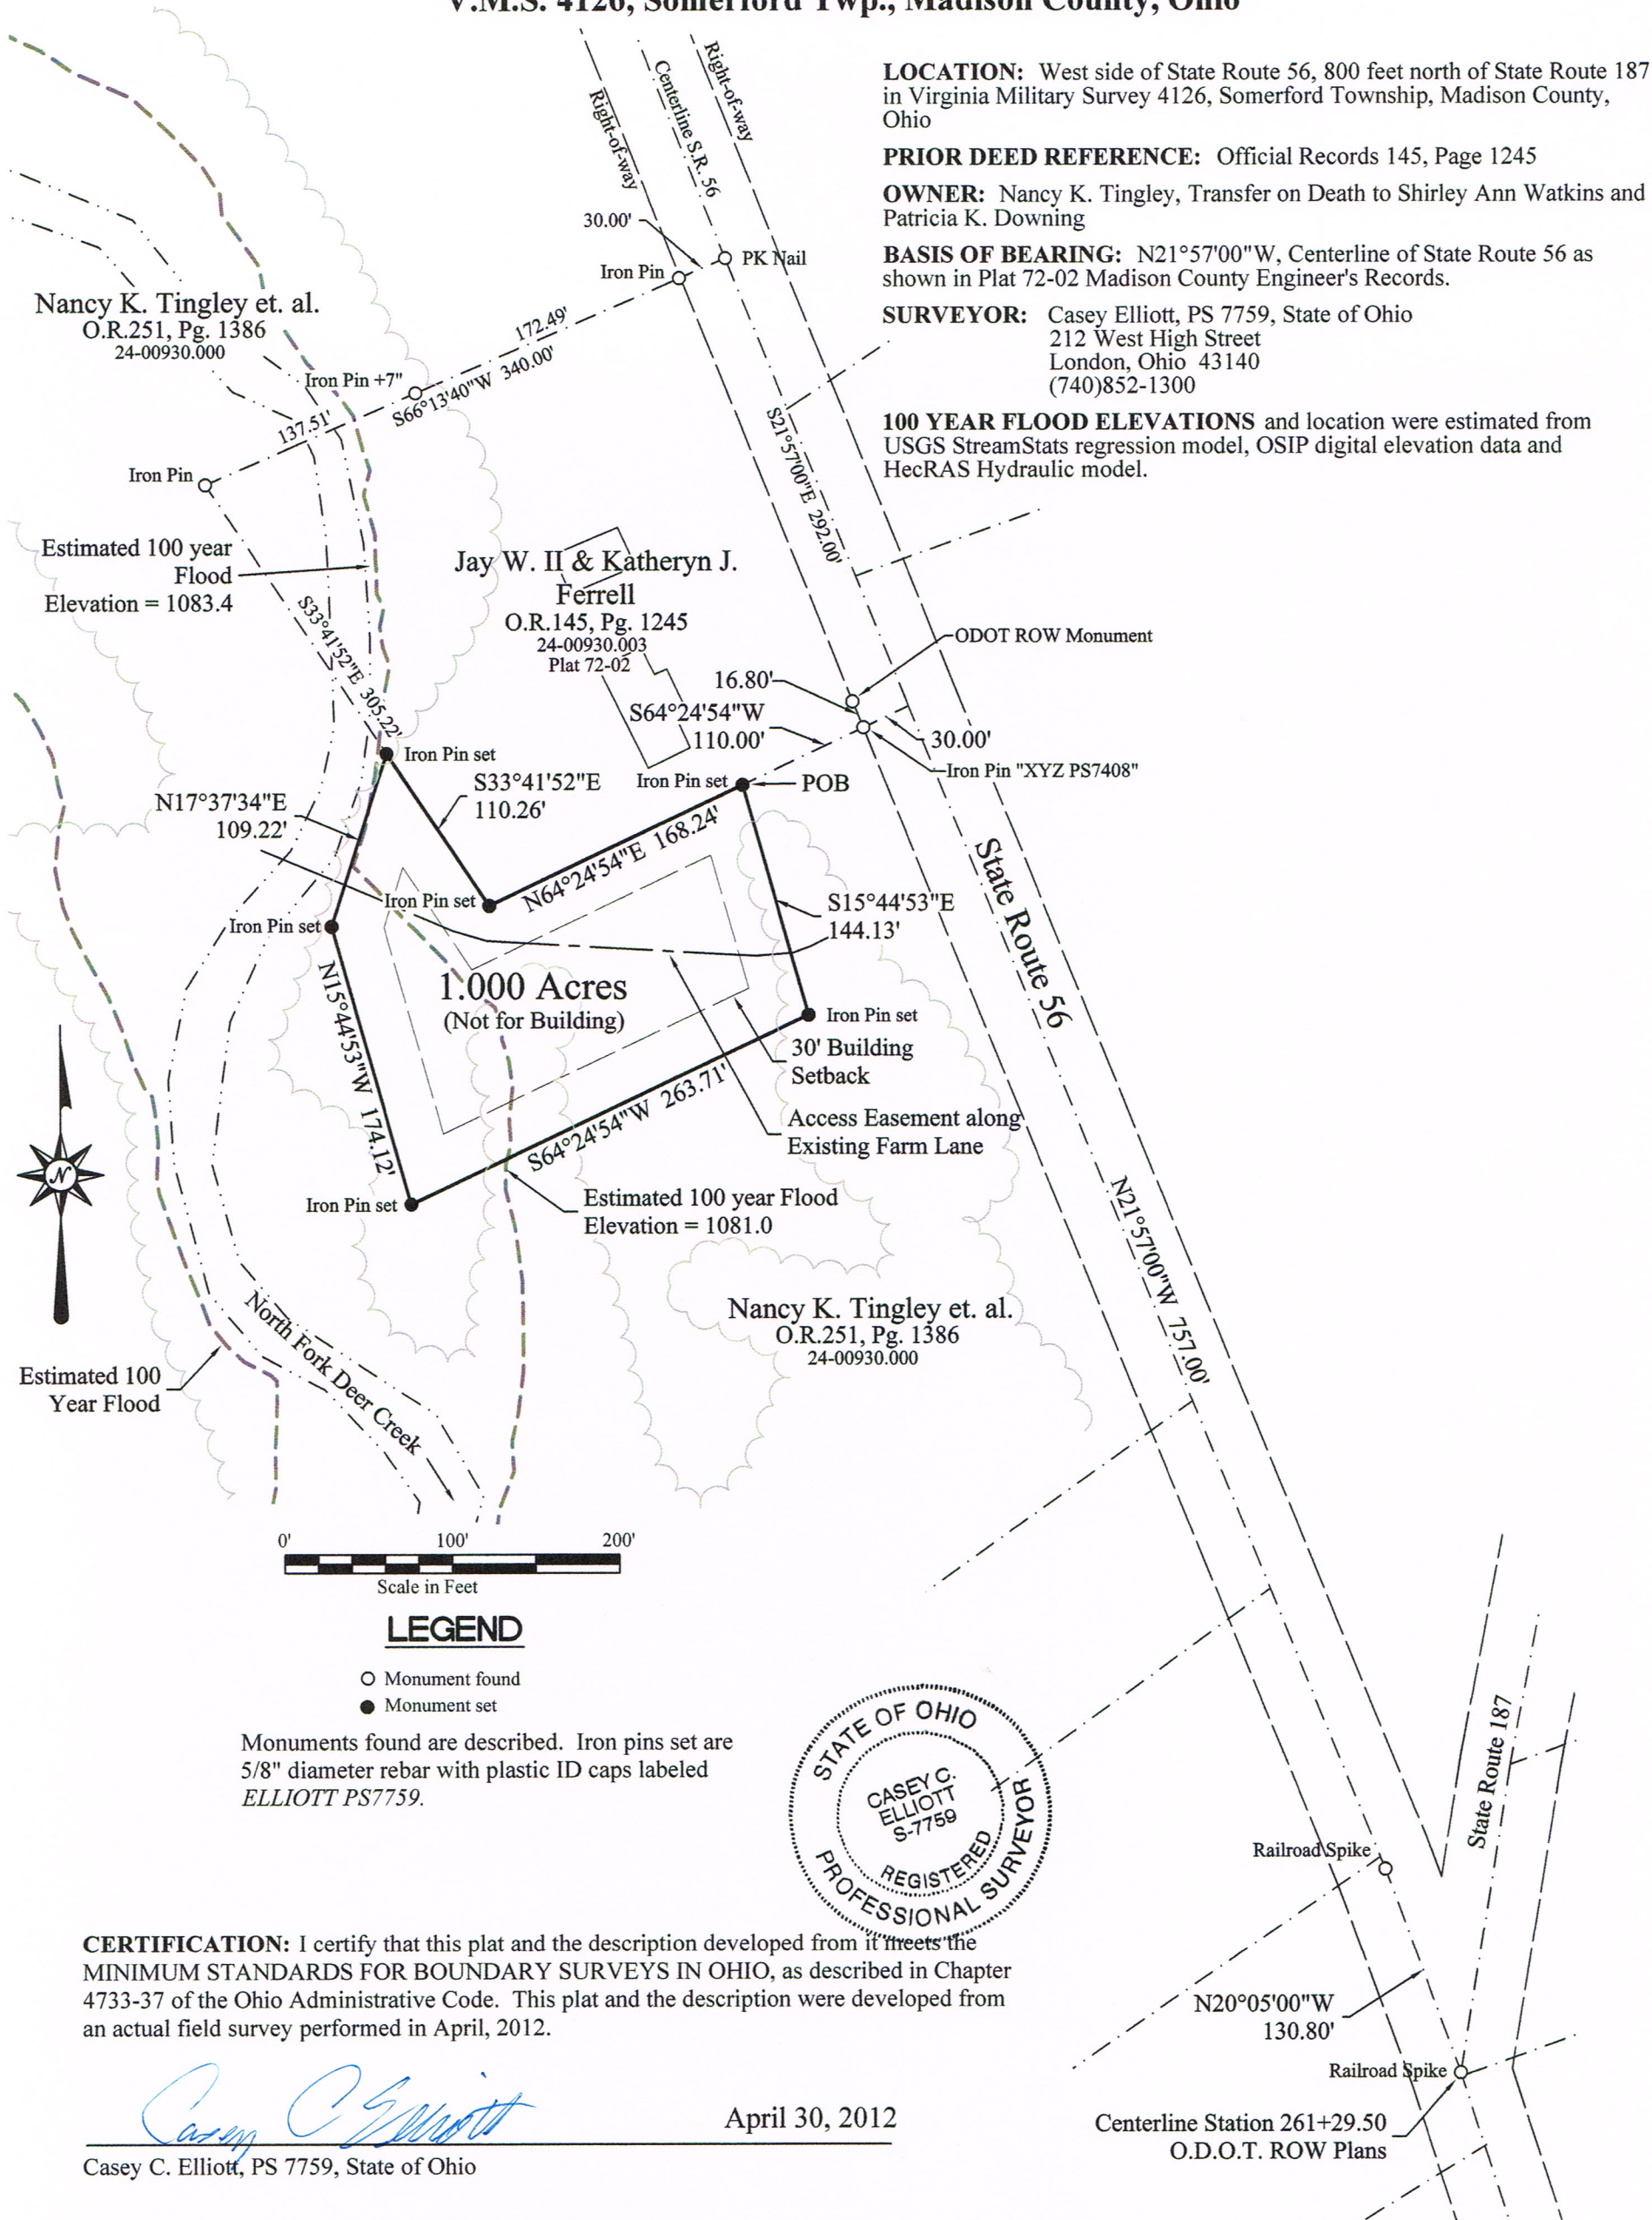 V.M.S. 4126, Somerford Twp., Madison County, Ohio
LOCATION: West side of State Route 56, 800 feet north of State Route 187
in Virginia Military Survey 4126, Somerford Township, Madison County,
Ohio
PRIOR DEED REFERENCE: Official Records 145, Page 1245
OWNER: Nancy K. Tingley, Transfer on Death to Shirley Ann Watkins and
Patricia K. Downing
BASIS OF BEARING: N21°57'00"W, Centerline of State Route 56 as
shown in Plat 72-02 Madison County Engineer's Records.
SURVEYOR: Casey Elliott, PS 7759, State of Ohio
212 West High Street
London, Ohio 43140
(740)852-1300
100 YEAR FLOOD ELEVATIONS and location were estimated from
USGS StreamStats regression model, OSIP digital elevation data and
HecRAS Hydraulic model.
Right-of-way
Centerline S.R. 56
Right-of-way
30.00'
PK Nail
Iron Pin
Nancy K. Tingley et. al.
O.R.251, Pg. 1386
24-00930.000
172.49'
S66°13'40"W 340.00'
Iron Pin +7"
137.51'
Iron Pin
S21°57'00"E 292.00'
Estimated 100 year
Flood
Elevation = 1083.4
S33°41'52"E 305.22'
Jay W. II & Katheryn J.
Ferrell
O.R.145, Pg. 1245
24-00930.003
Plat 72-02
ODOT ROW Monument
16.80'
S64°24'54"W
110.00'
30.00'
Iron Pin "XYZ PS7408"
Iron Pin set
S33°41'52"E
110.26'
Iron Pin set
POB
N17°37'34"E
109.22'
N64°24'54"E 168.24'
Iron Pin set
Iron Pin set
S15°44'53"E
144.13'
State Route 56
1.000 Acres
(Not for Building)
N15°44'53"W 174.12'
Iron Pin set
30' Building
Setback
S64°24'54"W 263.71'
Access Easement along
Existing Farm Lane
N
Iron Pin set
Estimated 100 year Flood
Elevation = 1081.0
N21°57'00"W 757.00'
Nancy K. Tingley et. al.
O.R.251, Pg. 1386
24-00930.000
North Fork Deer Creek
Estimated 100
Year Flood
0' 100' 200'
Scale in Feet
LEGEND
Monument found
Monument set
Monuments found are described. Iron pins set are
5/8" diameter rebar with plastic ID caps labeled
ELLIOTT PS7759.
STATE OF OHIO
CASEY C.
ELLIOTT
S-7759
REGISTERED
PROFESSIONAL SURVEYOR
State Route 187
Railroad Spike
N20°05'00"W
130.80'
Railroad Spike
Centerline Station 261+29.50
O.D.O.T. ROW Plans
CERTIFICATION: I certify that this plat and the description developed from it meets the
MINIMUM STANDARDS FOR BOUNDARY SURVEYS IN OHIO, as described in Chapter
4733-37 of the Ohio Administrative Code. This plat and the description were developed from
an actual field survey performed in April, 2012.
Casey C Elliott
April 30, 2012
Casey C. Elliott, PS 7759, State of Ohio